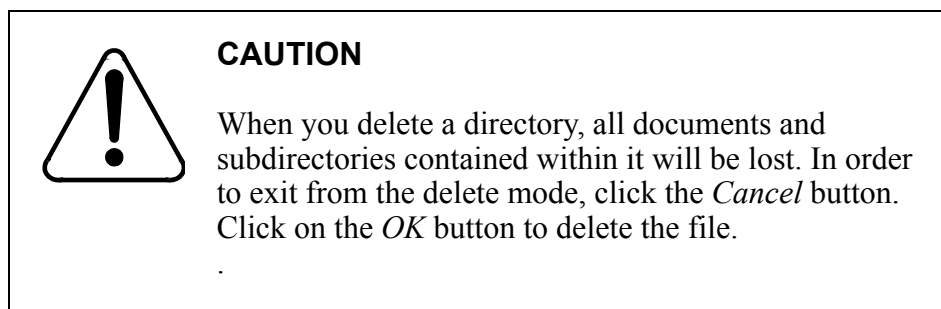 CAUTION
When you delete a directory, all documents and
subdirectories contained within it will be lost. In order
to exit from the delete mode, click the Cancel button.
Click on the OK button to delete the file.
.